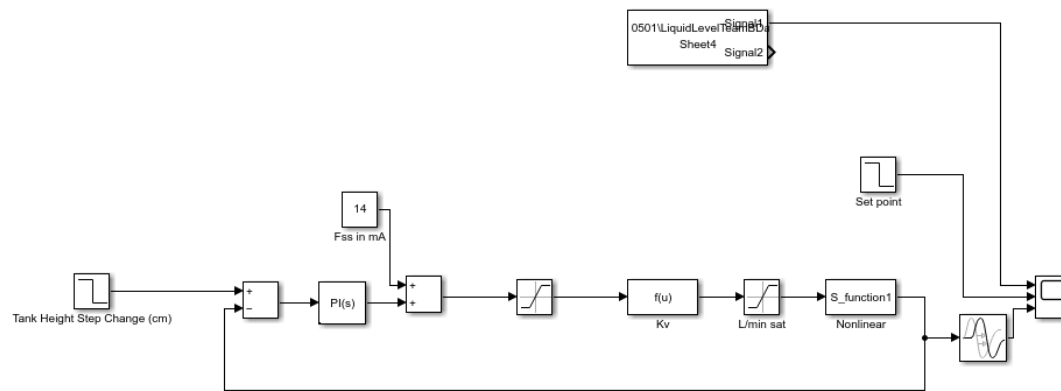 Signal1
0501\LiquidLevelTeamBDa
Sheet4
Signal2
Set point
14
Fss in mA
+
−
PI(s)
+
+
f(u)
S_function1
Tank Height Step Change (cm)
Kv
L/min sat
Nonlinear